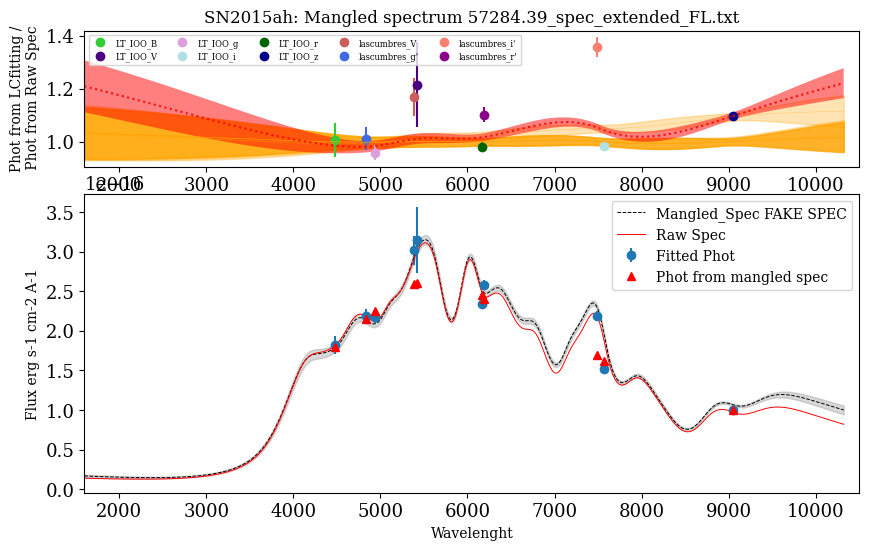 SN2015ah: Mangled spectrum 57284.39_spec_extended_FL.txt
Phot from LCfitting /
Phot from Raw Spec
1.4
1.2
1.0
LT_IOO_B LT_IOO_g LT_IOO_r lascumbres_V lascumbres_i'
LT_IOO_V LT_IOO_i LT_IOO_z lascumbres_g' lascumbres_r'
2000 3000 4000 5000 6000 7000 8000 9000 10000
1e−16
Flux erg s-1 cm-2 A-1
3.5
3.0
2.5
2.0
1.5
1.0
0.5
0.0
Mangled_Spec FAKE SPEC
Raw Spec
Fitted Phot
Phot from mangled spec
2000 3000 4000 5000 6000 7000 8000 9000 10000
Wavelenght